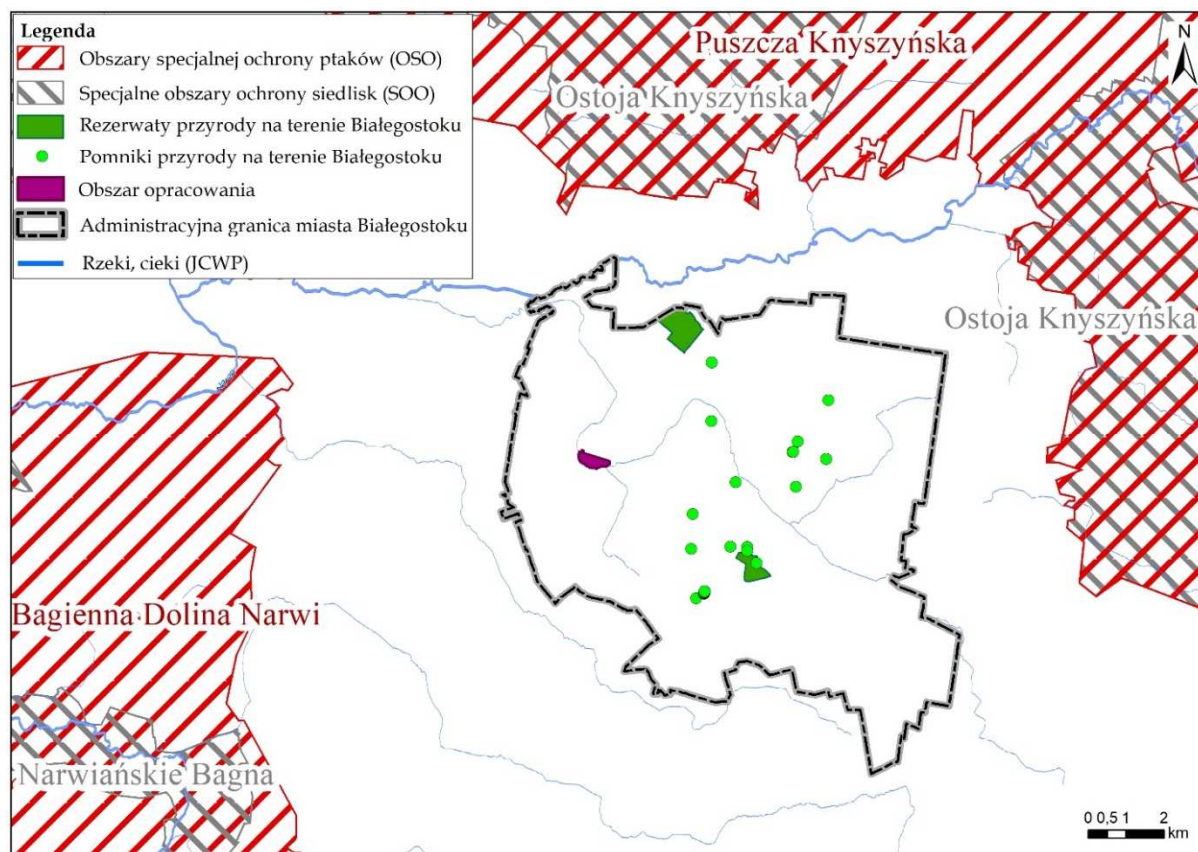 Legenda
Obszary specjalnej ochrony ptaków (OSO)
Specjalne obszary ochrony siedlisk (SOO)
Rezerwaty przyrody na terenie Białegostoku
Pomniki przyrody na terenie Białegostoku
Obszar opracowania
Administracyjna granica miasta Białegostoku
Rzeki, cieki (JCWP)
Puszcza Knyszyńska
Ostoja Knyszyńska
N
Ostoja Knyszyńska
Bagienna Dolina Narwi
Narwiańskie Bagna
0 0,5 1 2
km